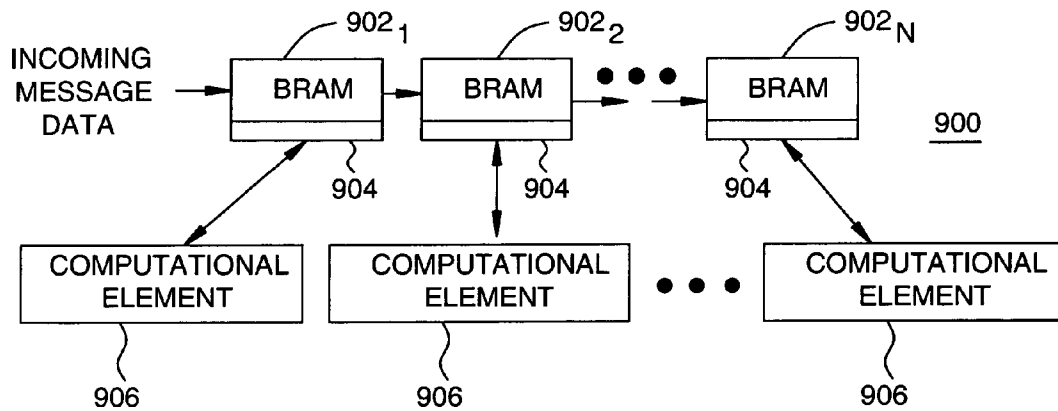 902₁
902₂
902_N
INCOMING
MESSAGE
DATA
BRAM
BRAM
BRAM
900
904
904
904
COMPUTATIONAL
ELEMENT
COMPUTATIONAL
ELEMENT
COMPUTATIONAL
ELEMENT
906
906
906